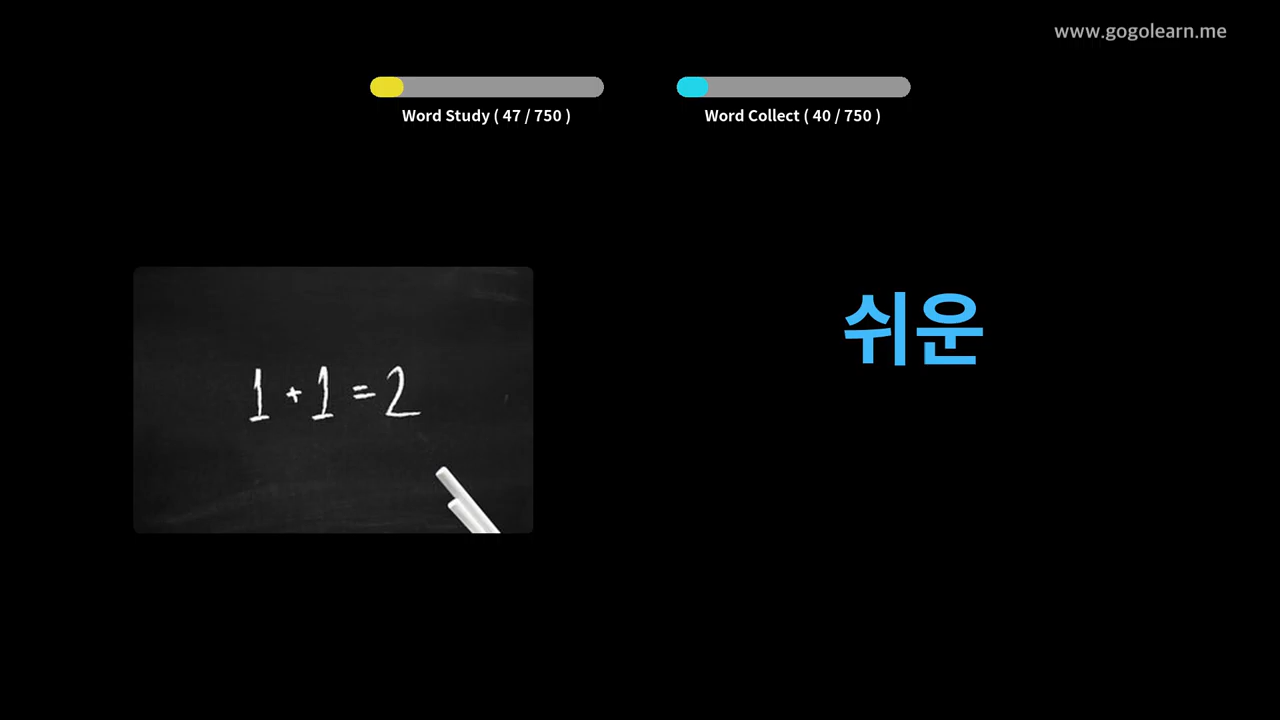 www.gogolearn.me
Word Study ( 47 / 750 )
Word Collect ( 40 / 750 )
쉬운
1 + 1 = 2